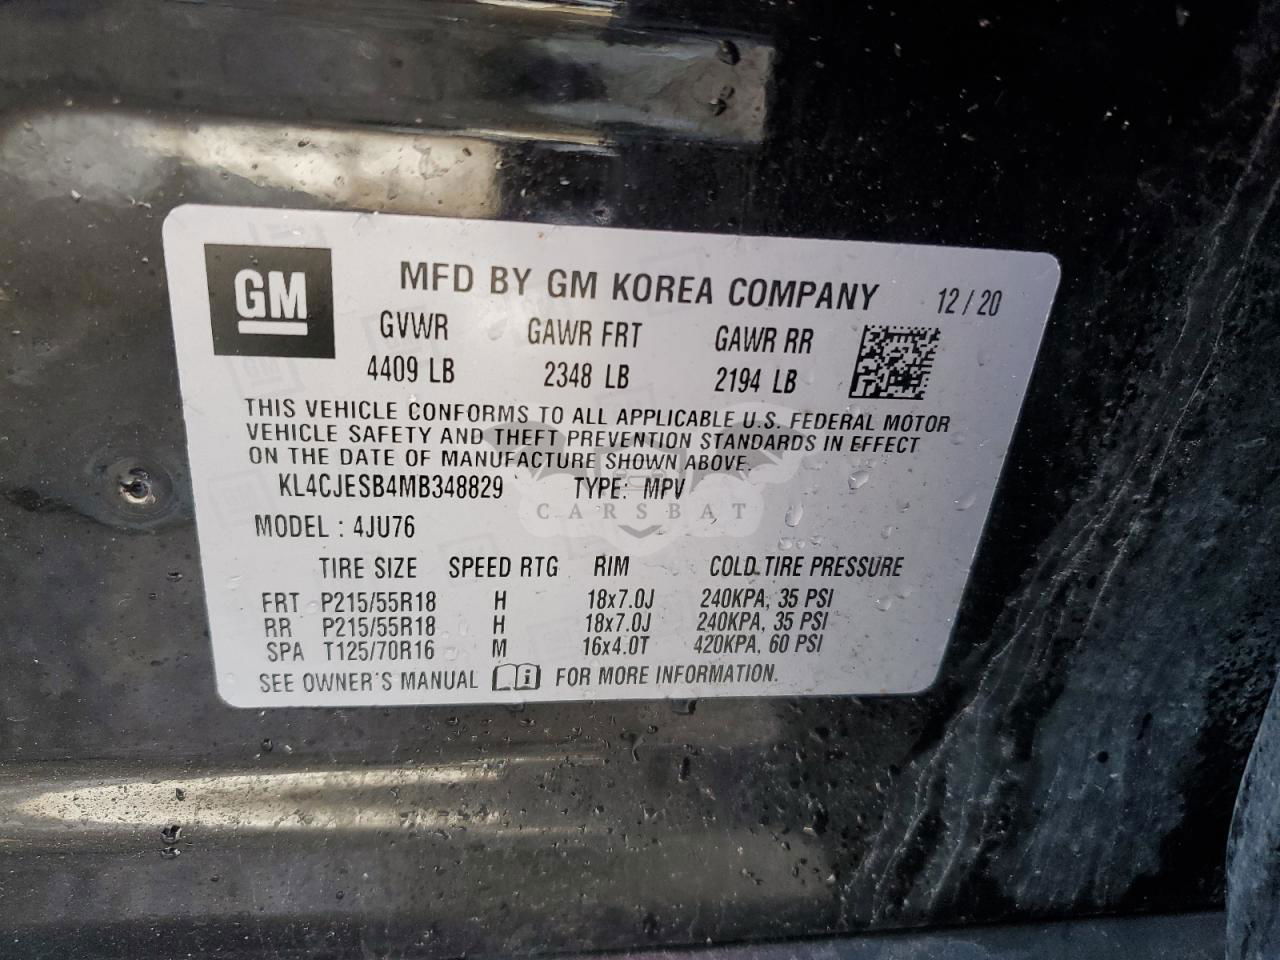 GM
MFD BY GM KOREA COMPANY 12/20
GVWR GAWR FRT GAWR RR
4409 LB 2348 LB 2194 LB
THIS VEHICLE CONFORMS TO ALL APPLICABLE U.S. FEDERAL MOTOR
VEHICLE SAFETY AND THEFT PREVENTION STANDARDS IN EFFECT
ON THE DATE OF MANUFACTURE SHOWN ABOVE.
KL4CJESB4MB348829 TYPE: MPV
CARSBAT
MODEL : 4JU76
TIRE SIZE SPEED RTG RIM COLD TIRE PRESSURE
FRT P215/55R18 H 18x7.0J 240KPA, 35 PSI
RR P215/55R18 H 18x7.0J 240KPA, 35 PSI
SPA T125/70R16 M 16x4.0T 420KPA, 60 PSI
SEE OWNER'S MANUAL i FOR MORE INFORMATION.